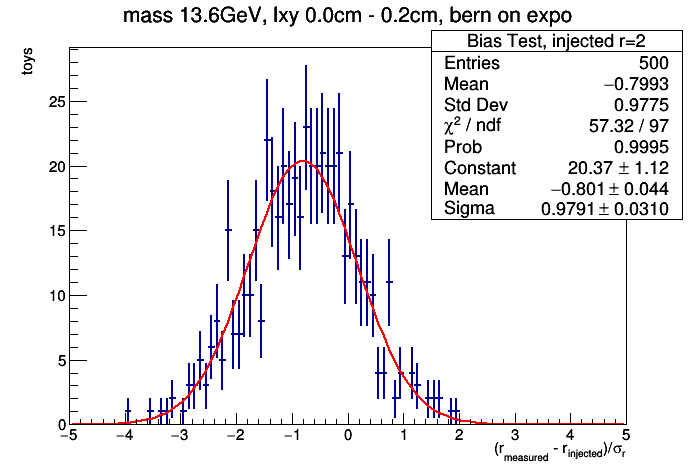 mass 13.6GeV, lxy 0.0cm - 0.2cm, bern on expo
Bias Test, injected r=2
Entries 500
Mean −0.7993
Std Dev 0.9775
χ² / ndf 57.32 / 97
Prob 0.9995
Constant 20.37 ± 1.12
Mean −0.801 ± 0.044
Sigma 0.9791 ± 0.0310
toys
25
20
15
10
5
0
−5 −4 −3 −2 −1 0 1 2 3 4 5
(r_measured - r_injected)/σ_r